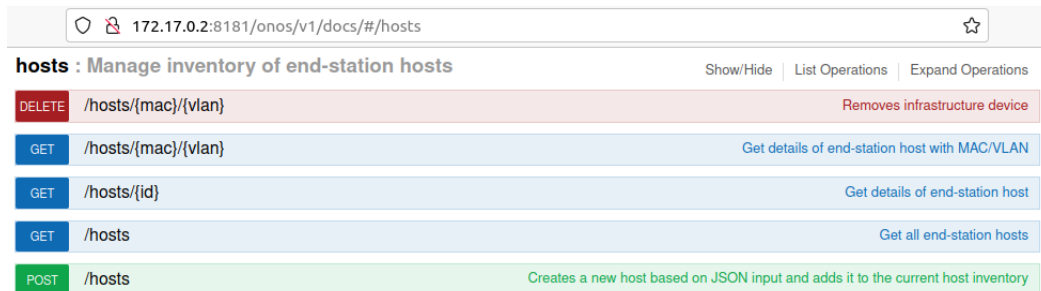 172.17.0.2:8181/onos/v1/docs/#/hosts
hosts : Manage inventory of end-station hosts Show/Hide List Operations Expand Operations
DELETE /hosts/{mac}/{vlan} Removes infrastructure device
GET /hosts/{mac}/{vlan} Get details of end-station host with MAC/VLAN
GET /hosts/{id} Get details of end-station host
GET /hosts Get all end-station hosts
POST /hosts Creates a new host based on JSON input and adds it to the current host inventory